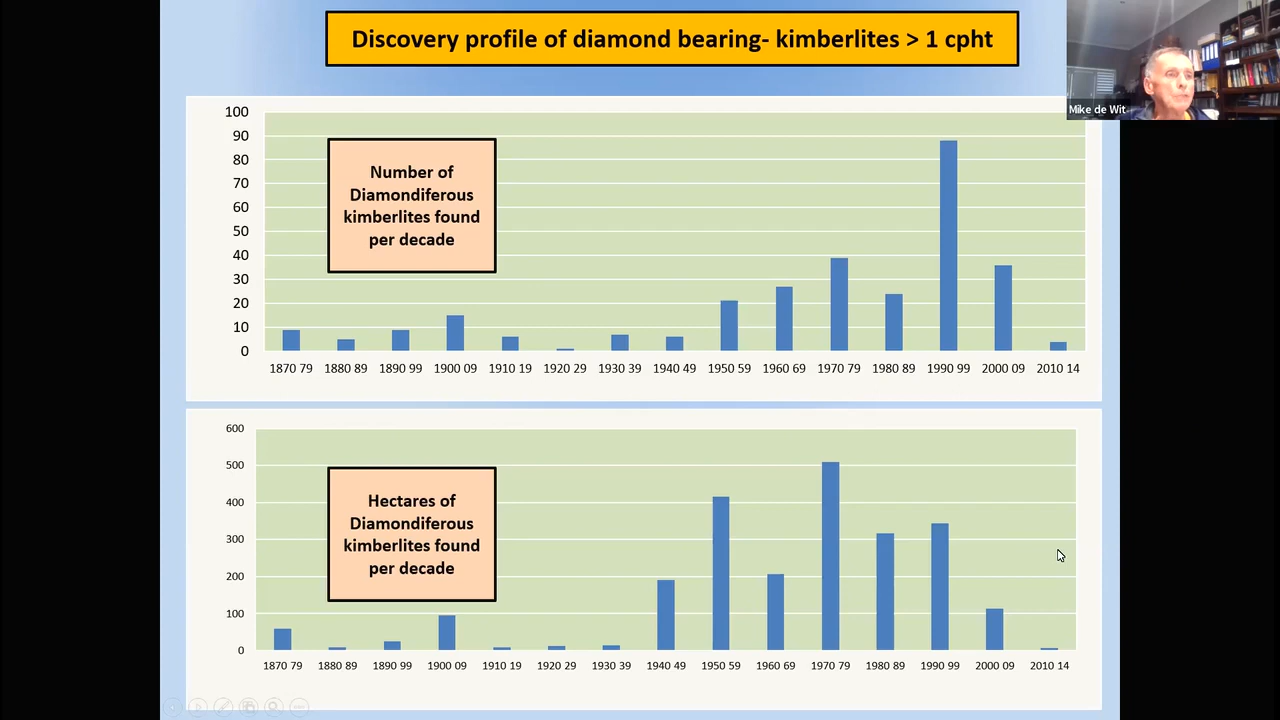 Discovery profile of diamond bearing- kimberlites > 1 cpht
Mike de Wit
100
90
80
70
60
50
40
30
20
10
0
Number of
Diamondiferous
kimberlites found
per decade
1870 79 1880 89 1890 99 1900 09 1910 19 1920 29 1930 39 1940 49 1950 59 1960 69 1970 79 1980 89 1990 99 2000 09 2010 14
600
500
400
300
200
100
0
Hectares of
Diamondiferous
kimberlites found
per decade
1870 79 1880 89 1890 99 1900 09 1910 19 1920 29 1930 39 1940 49 1950 59 1960 69 1970 79 1980 89 1990 99 2000 09 2010 14